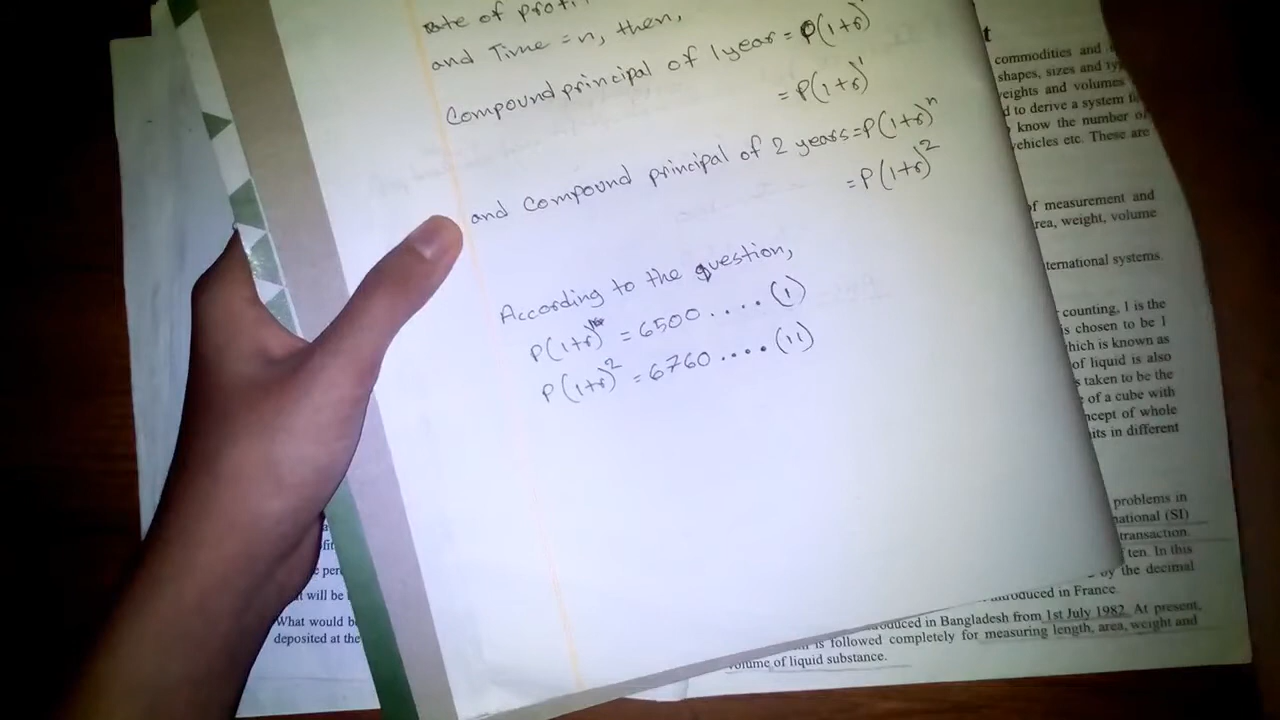 Rate of
and Time = n, then,
Compound principal of 1 year = P(1+r)
= P(1+r)¹
and Compound principal of 2 years = P(1+r)ⁿ
= P(1+r)²
According to the question,
P(1+r) = 6500 .... (1)
P(1+r)² = 6760 .... (11)
commodities and
shapes, sizes and
weights and volumes
to derive a system
know the number of
vehicles etc. These are
of measurement and
area, weight, volume
international systems.
counting, 1 is the
is chosen to be 1
which is known as
of liquid is also
taken to be the
of a cube with
concept of whole
in different
problems in
(SI)
transaction.
ten. In this
by the decimal
introduced in France.
introduced in Bangladesh from 1st July 1982. At present,
is followed completely for measuring length, area, weight and
volume of liquid substance.
per
will be
What would be
deposited at the